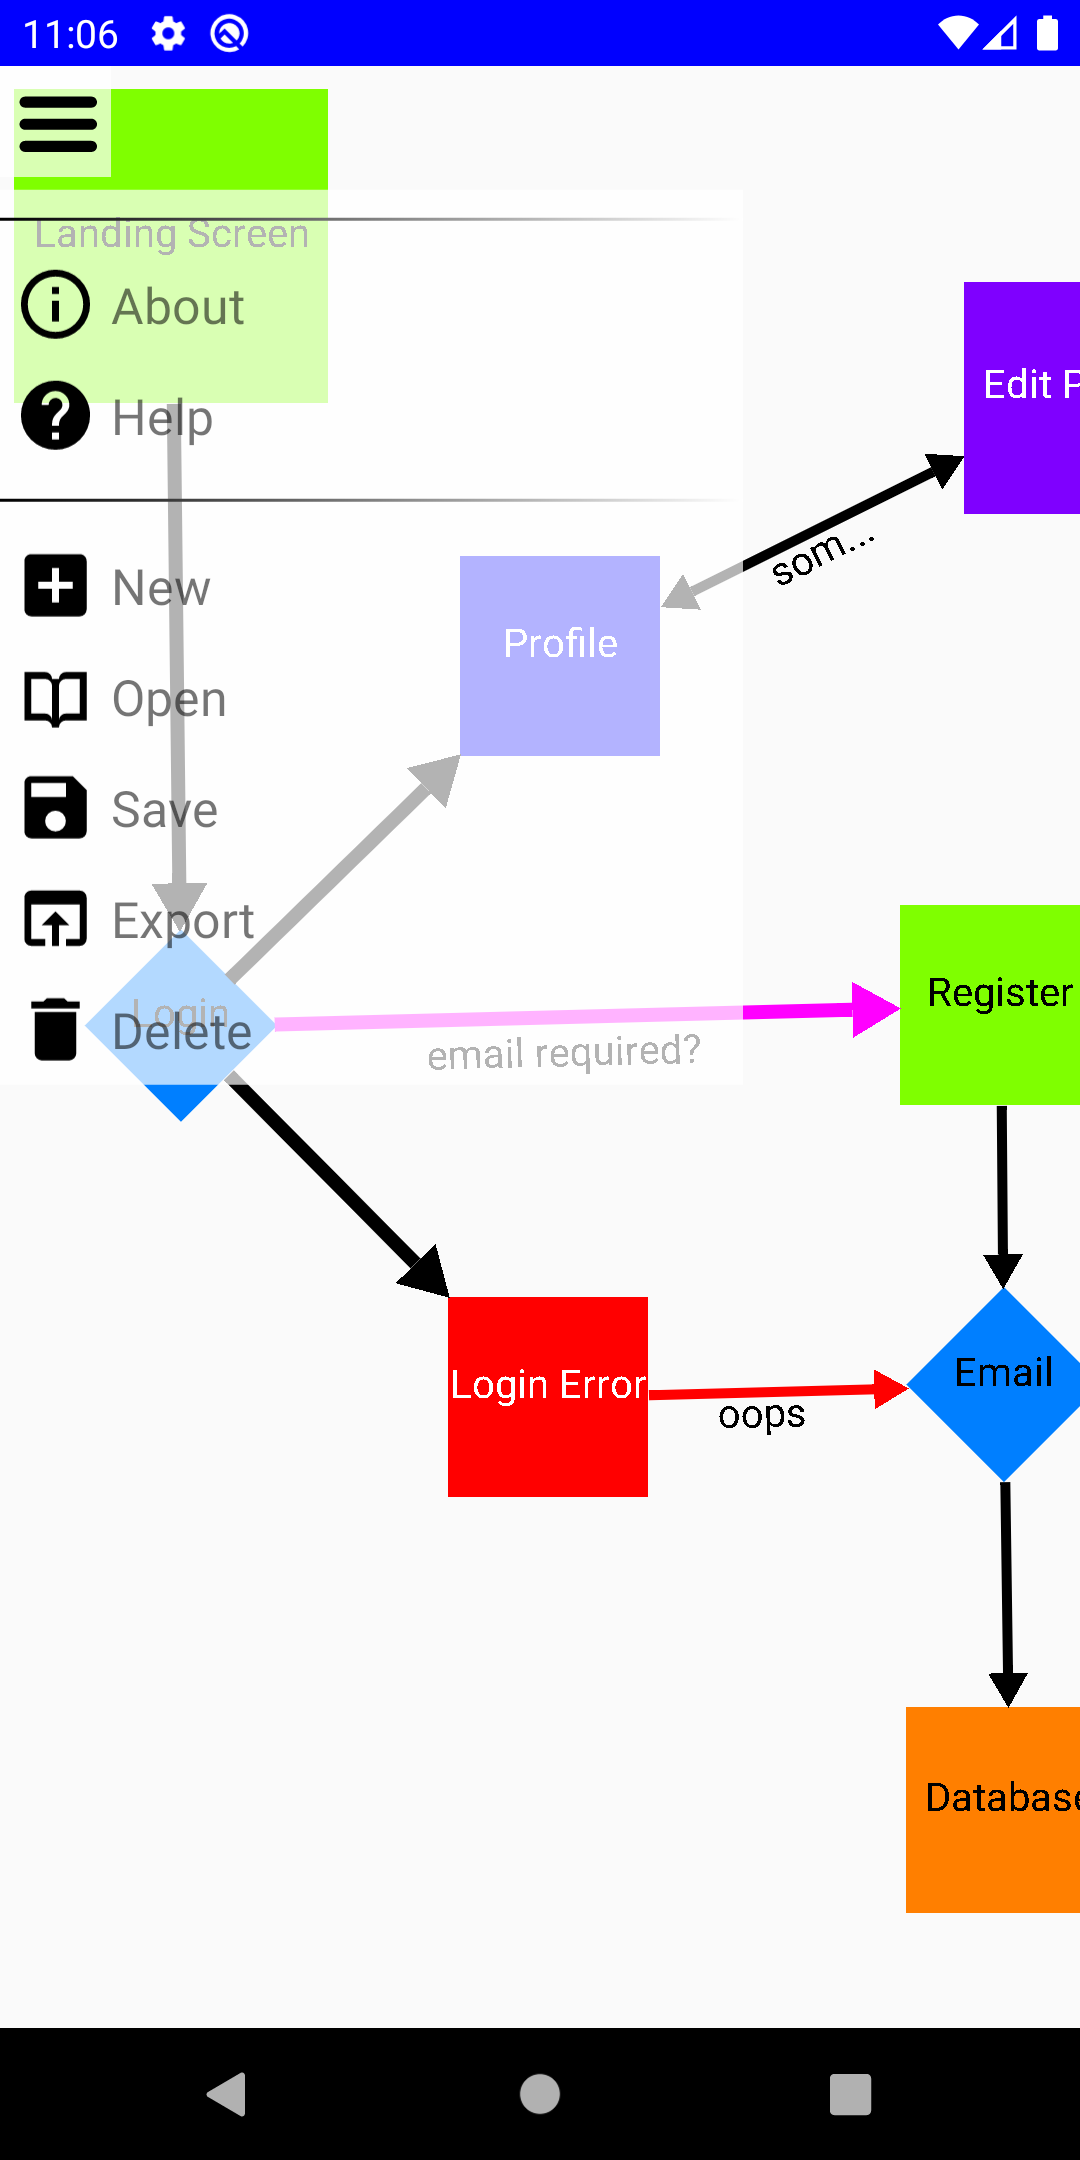 11:06
Landing Screen
About
Help
Edit P
som...
New
Profile
Open
Save
Export
Login
Delete
email required?
Register
Login Error
oops
Email
Database